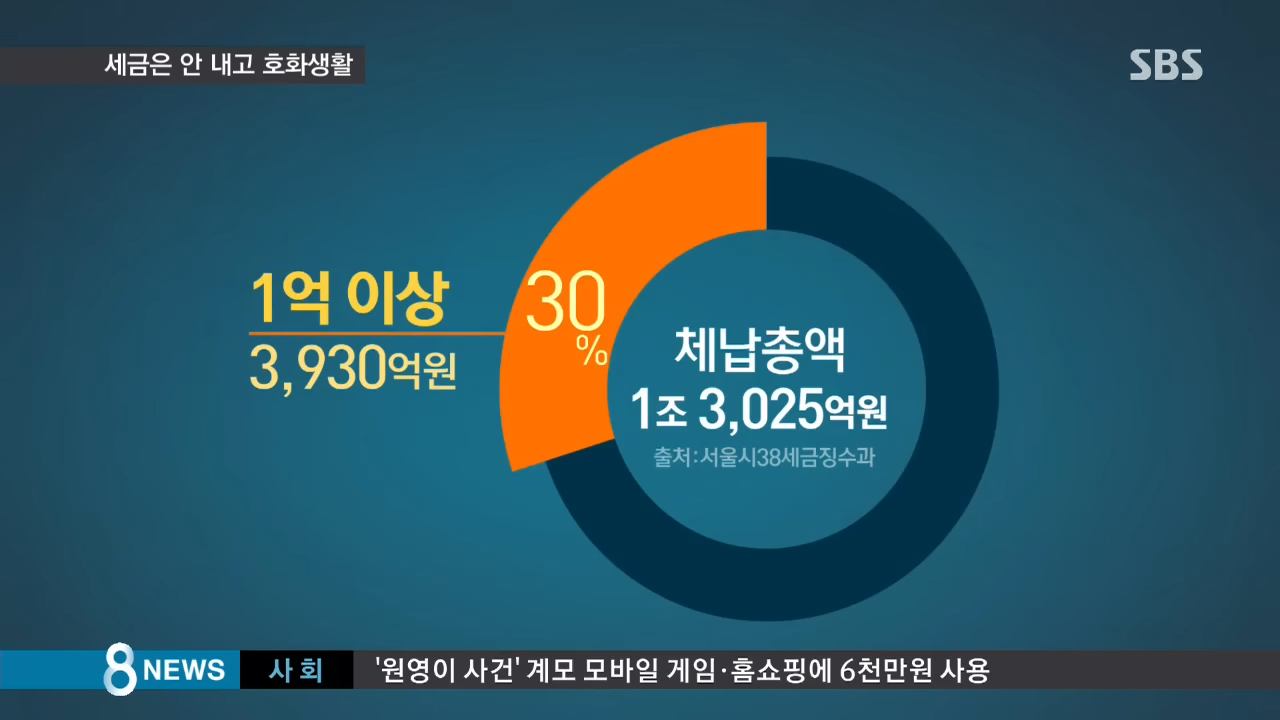 세금은 안 내고 호화생활
SBS
1억 이상
3,930억원
30
%
체납총액
1조 3,025억원
출처:서울시38세금징수과
8 NEWS
사회
'원영이 사건' 계모 모바일 게임·홈쇼핑에 6천만원 사용